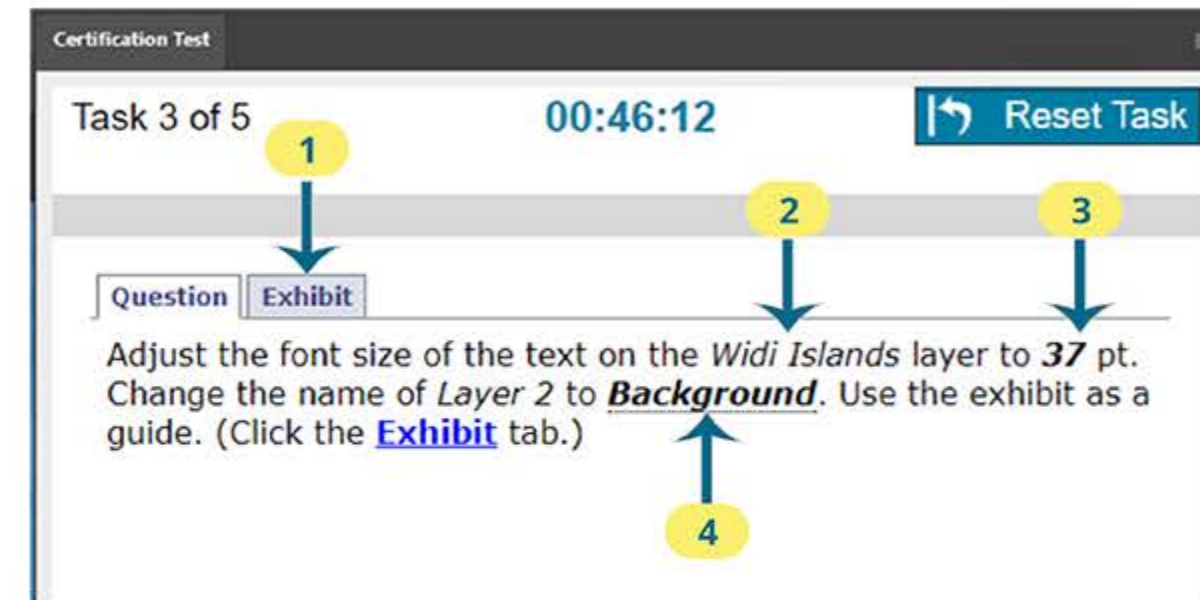 Certification Test
Task 3 of 5
00:46:12
Reset Task
1
2
3
Question
Exhibit
Adjust the font size of the text on the Widi Islands layer to 37 pt.
Change the name of Layer 2 to Background. Use the exhibit as a
guide. (Click the Exhibit tab.)
4